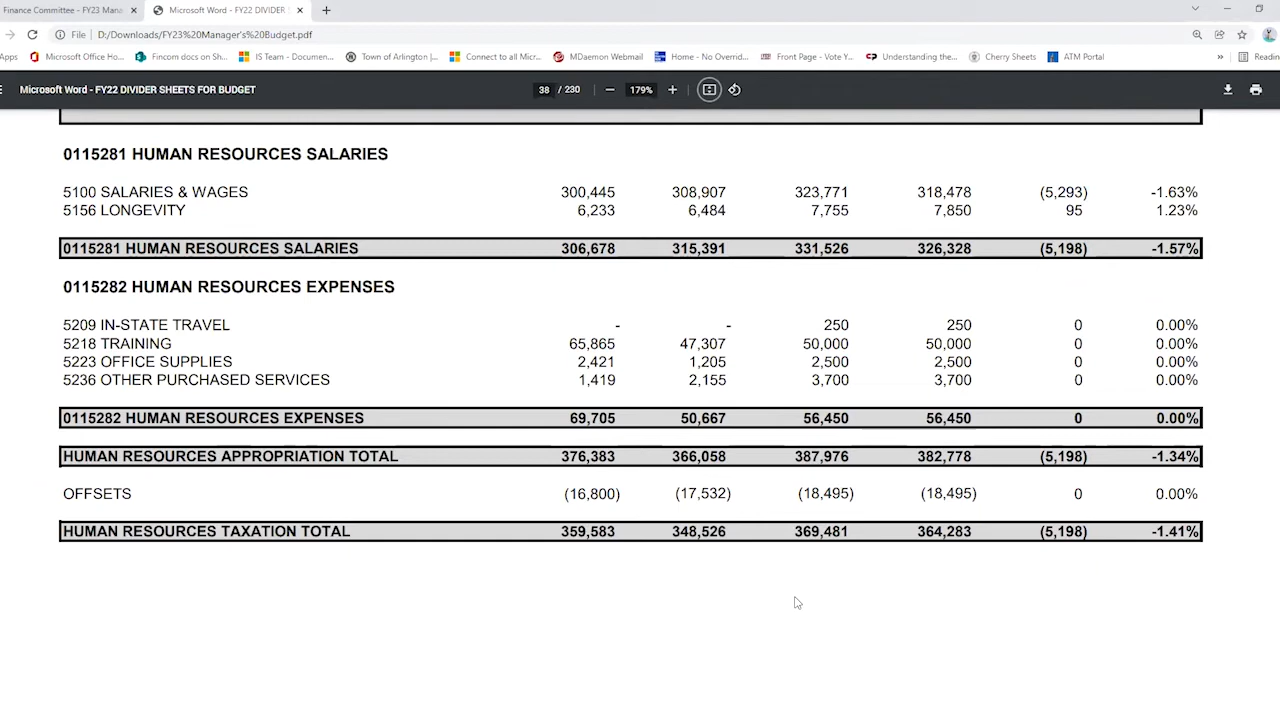 Finance Committee - FY23 Mana
Microsoft Word - FY22 DIVIDER
File D:/Downloads/FY23%20Manager's%20Budget.pdf
Apps Microsoft Office Ho... Fincom docs on Sh... IS Team - Documen... Town of Arlington |... Connect to all Micr... MDaemon Webmail Home - No Overrid... Front Page - Vote Y... Understanding the... Cherry Sheets ATM Portal » Readin
Microsoft Word - FY22 DIVIDER SHEETS FOR BUDGET 38 / 230 179%
0115281 HUMAN RESOURCES SALARIES
5100 SALARIES & WAGES 300,445 308,907 323,771 318,478 (5,293) -1.63%
5156 LONGEVITY 6,233 6,484 7,755 7,850 95 1.23%
0115281 HUMAN RESOURCES SALARIES 306,678 315,391 331,526 326,328 (5,198) -1.57%
0115282 HUMAN RESOURCES EXPENSES
5209 IN-STATE TRAVEL - - 250 250 0 0.00%
5218 TRAINING 65,865 47,307 50,000 50,000 0 0.00%
5223 OFFICE SUPPLIES 2,421 1,205 2,500 2,500 0 0.00%
5236 OTHER PURCHASED SERVICES 1,419 2,155 3,700 3,700 0 0.00%
0115282 HUMAN RESOURCES EXPENSES 69,705 50,667 56,450 56,450 0 0.00%
HUMAN RESOURCES APPROPRIATION TOTAL 376,383 366,058 387,976 382,778 (5,198) -1.34%
OFFSETS (16,800) (17,532) (18,495) (18,495) 0 0.00%
HUMAN RESOURCES TAXATION TOTAL 359,583 348,526 369,481 364,283 (5,198) -1.41%